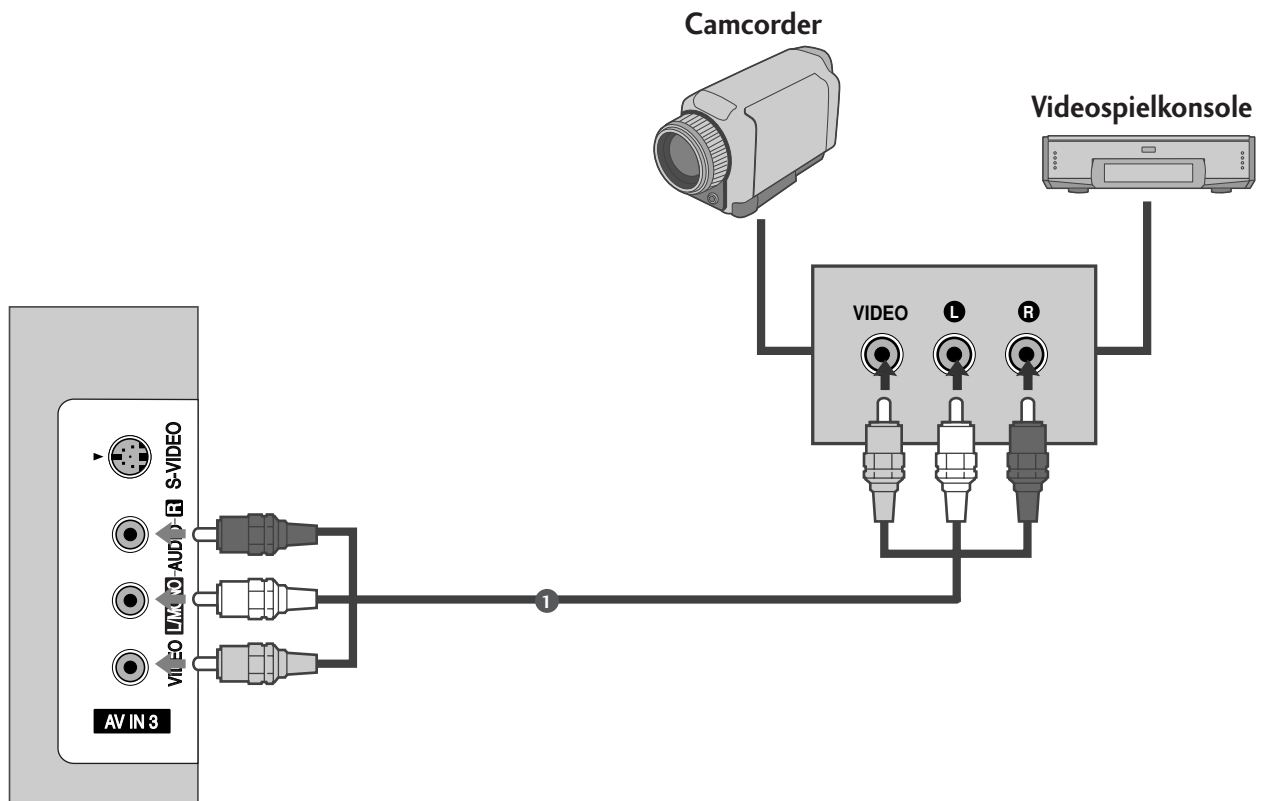 Camcorder
Videospielkonsole
VIDEO L R
S-VIDEO
VIDEO L/MONO-AUDIO-R
1
AV IN 3